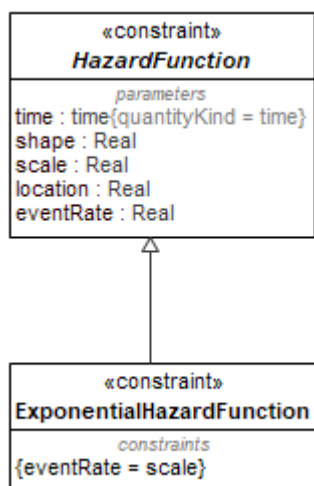 «constraint»
HazardFunction
parameters
time : time{quantityKind = time}
shape : Real
scale : Real
location : Real
eventRate : Real
«constraint»
ExponentialHazardFunction
constraints
{eventRate = scale}